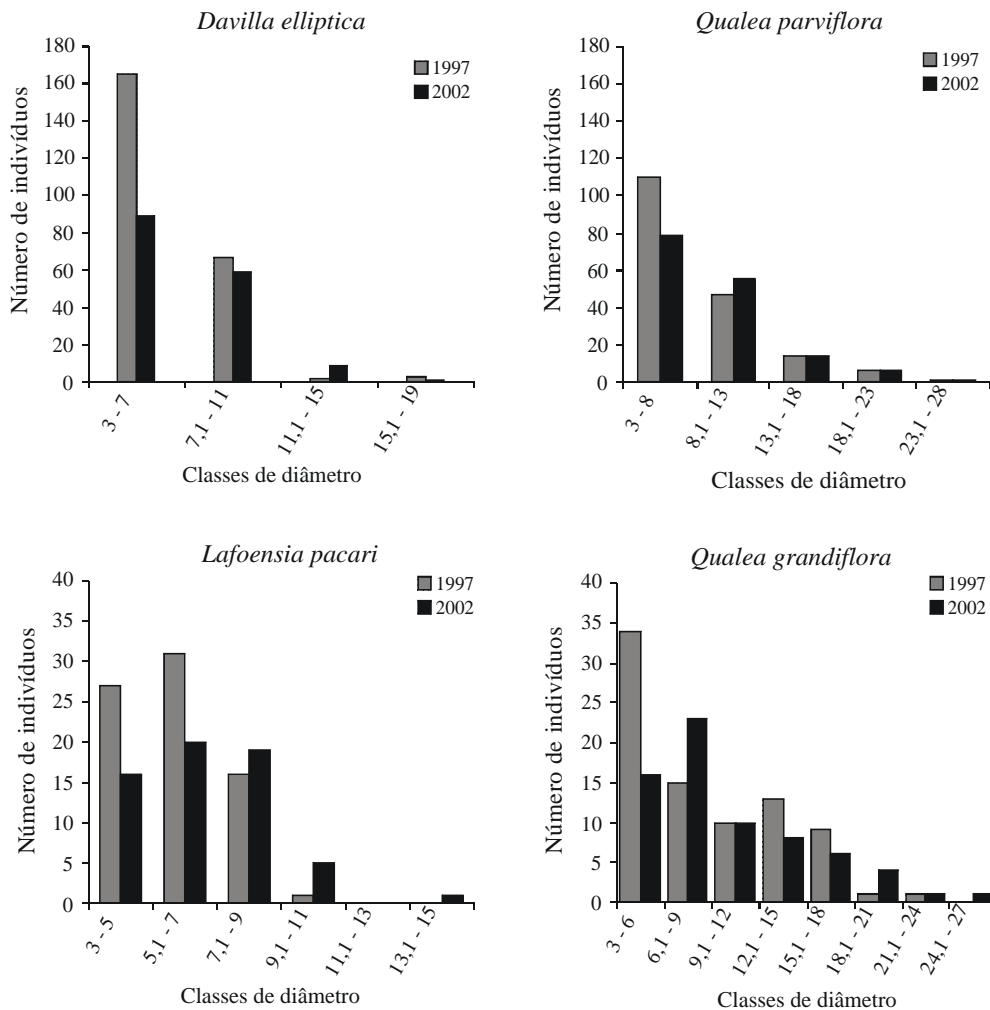 Davilla elliptica
180
160
140
120
100
80
60
40
20
0
Número de indivíduos
1997
2002
3 - 7
7,1 - 11
11,1 - 15
15,1 - 19
Classes de diâmetro
Qualea parviflora
180
160
140
120
100
80
60
40
20
0
Número de indivíduos
1997
2002
3 - 8
8,1 - 13
13,1 - 18
18,1 - 23
23,1 - 28
Classes de diâmetro
Lafoensia pacari
40
35
30
25
20
15
10
5
0
Número de indivíduos
1997
2002
3 - 5
5,1 - 7
7,1 - 9
9,1 - 11
11,1 - 13
13,1 - 15
Classes de diâmetro
Qualea grandiflora
40
35
30
25
20
15
10
5
0
Número de indivíduos
1997
2002
3 - 6
6,1 - 9
9,1 - 12
12,1 - 15
15,1 - 18
18,1 - 21
21,1 - 24
24,1 - 27
Classes de diâmetro